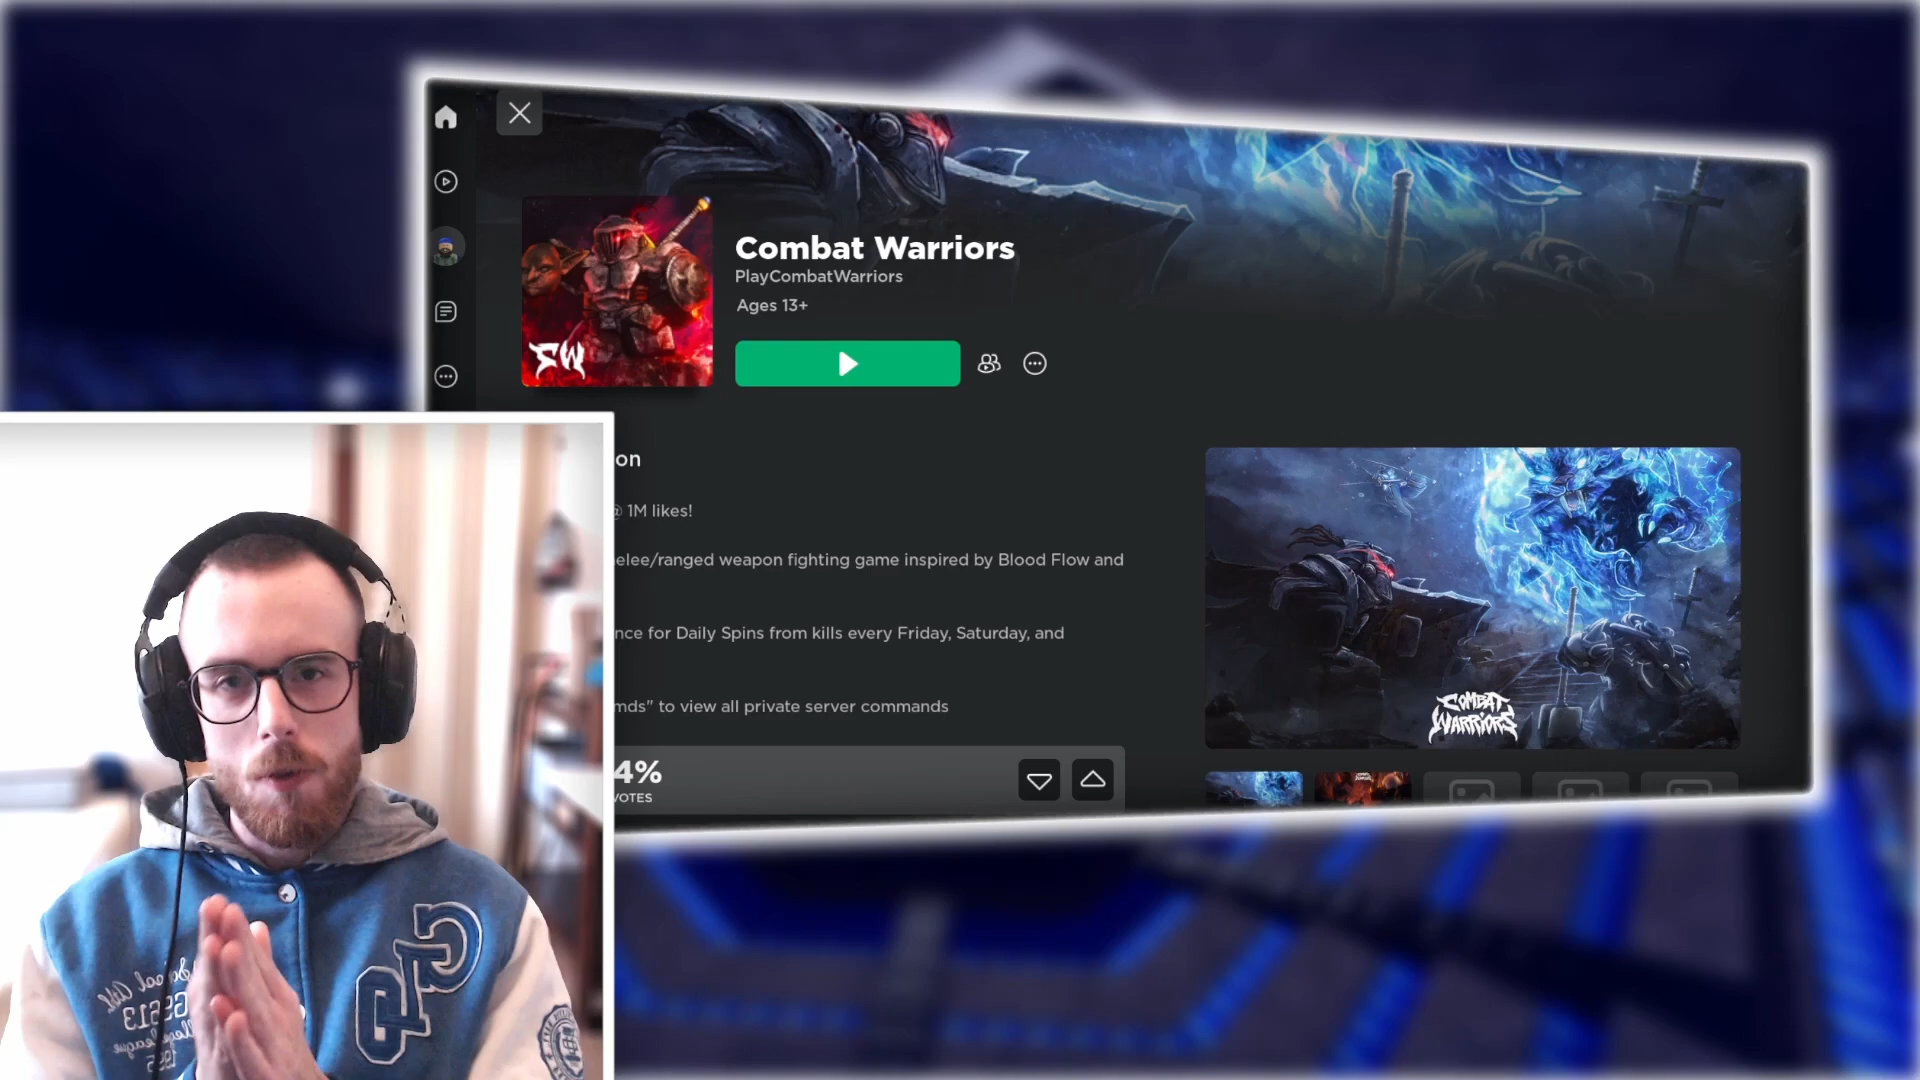 Combat Warriors
PlayCombatWarriors
Ages 13+
CW
on
@ 1M likes!
elee/ranged weapon fighting game inspired by Blood Flow and
nce for Daily Spins from kills every Friday, Saturday, and
mds" to view all private server commands
4%
VOTES
COMBAT
WARRIORS